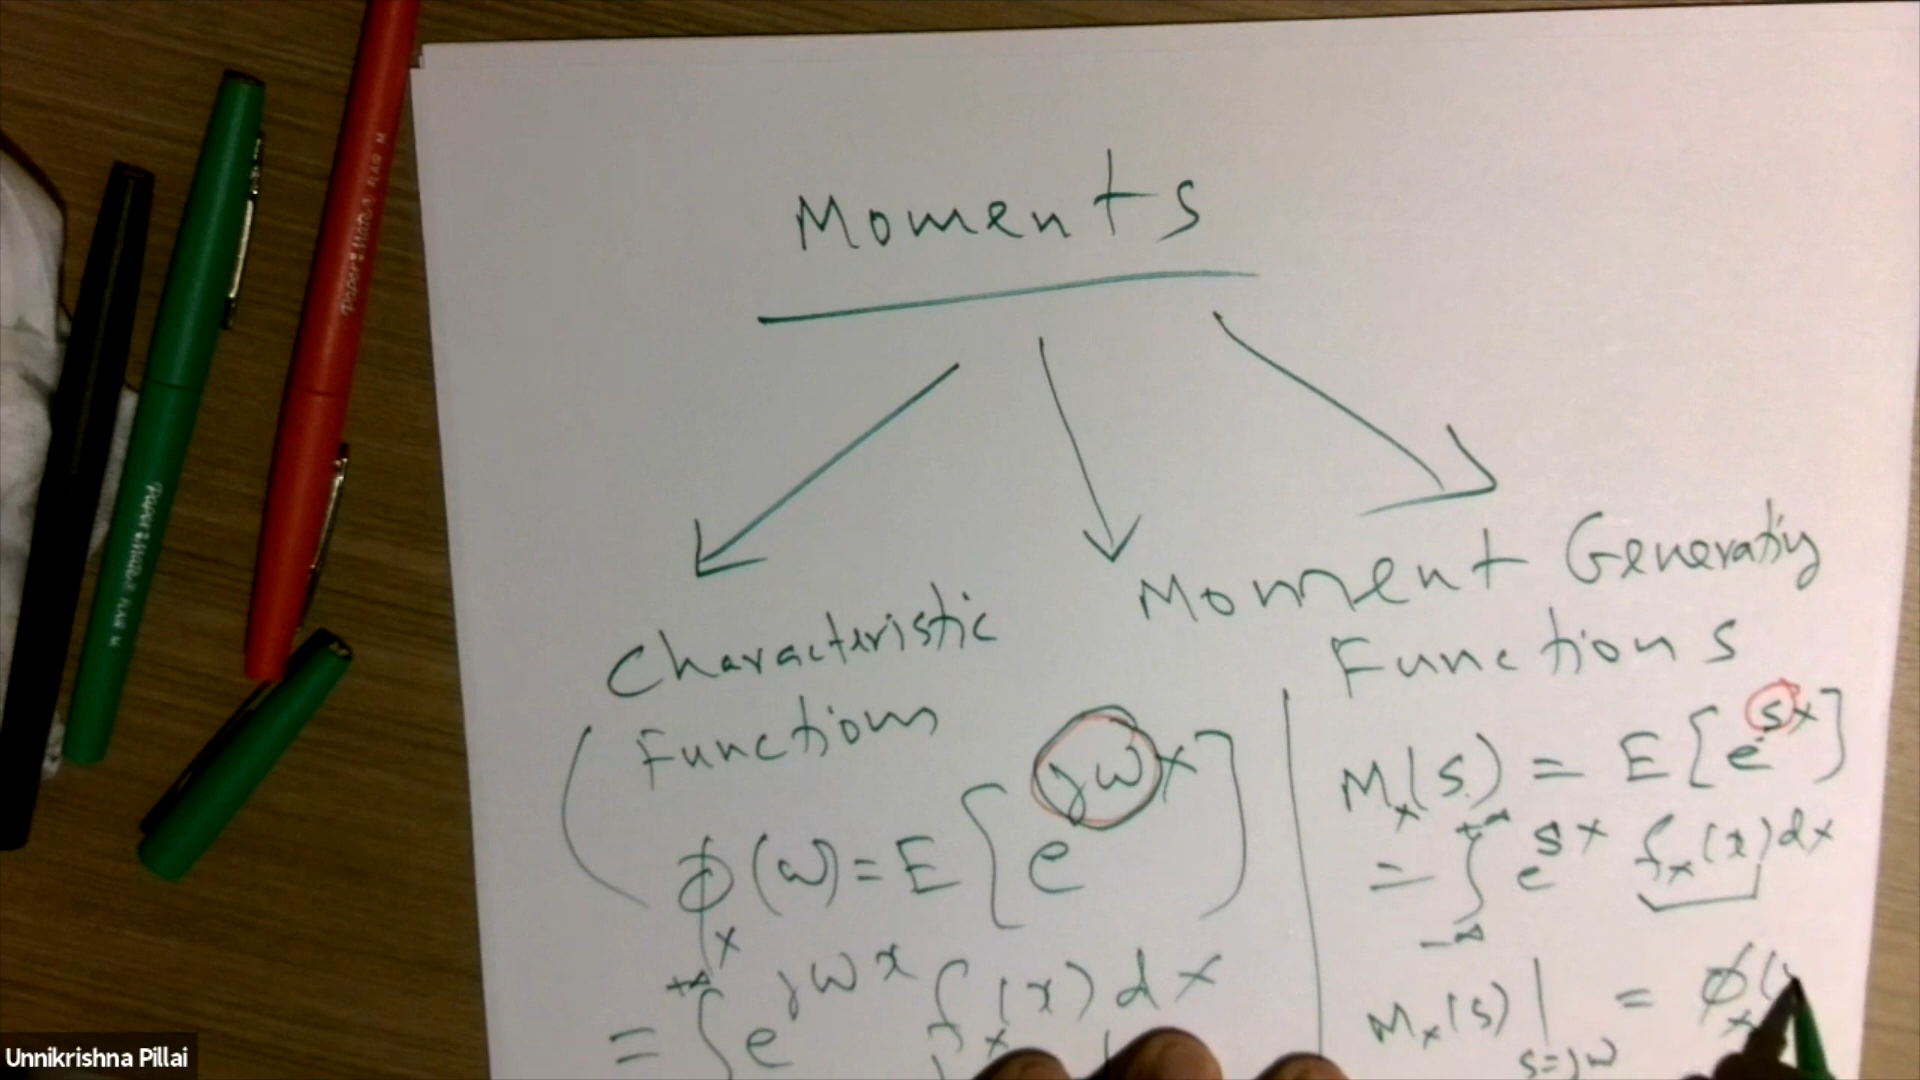 Moments
Characteristic
Functions
ϕ_X(ω) = E[e^{jωX}]
= ∫_{-∞}^{+∞} e^{jωx} f_X(x) dx
Moment Generating
Functions
M_X(s) = E[e^{sX}]
= ∫_{-∞}^{+∞} e^{sx} f_X(x) dx
M_X(s)|_{s=jω} = ϕ_X(
Unnikrishna Pillai